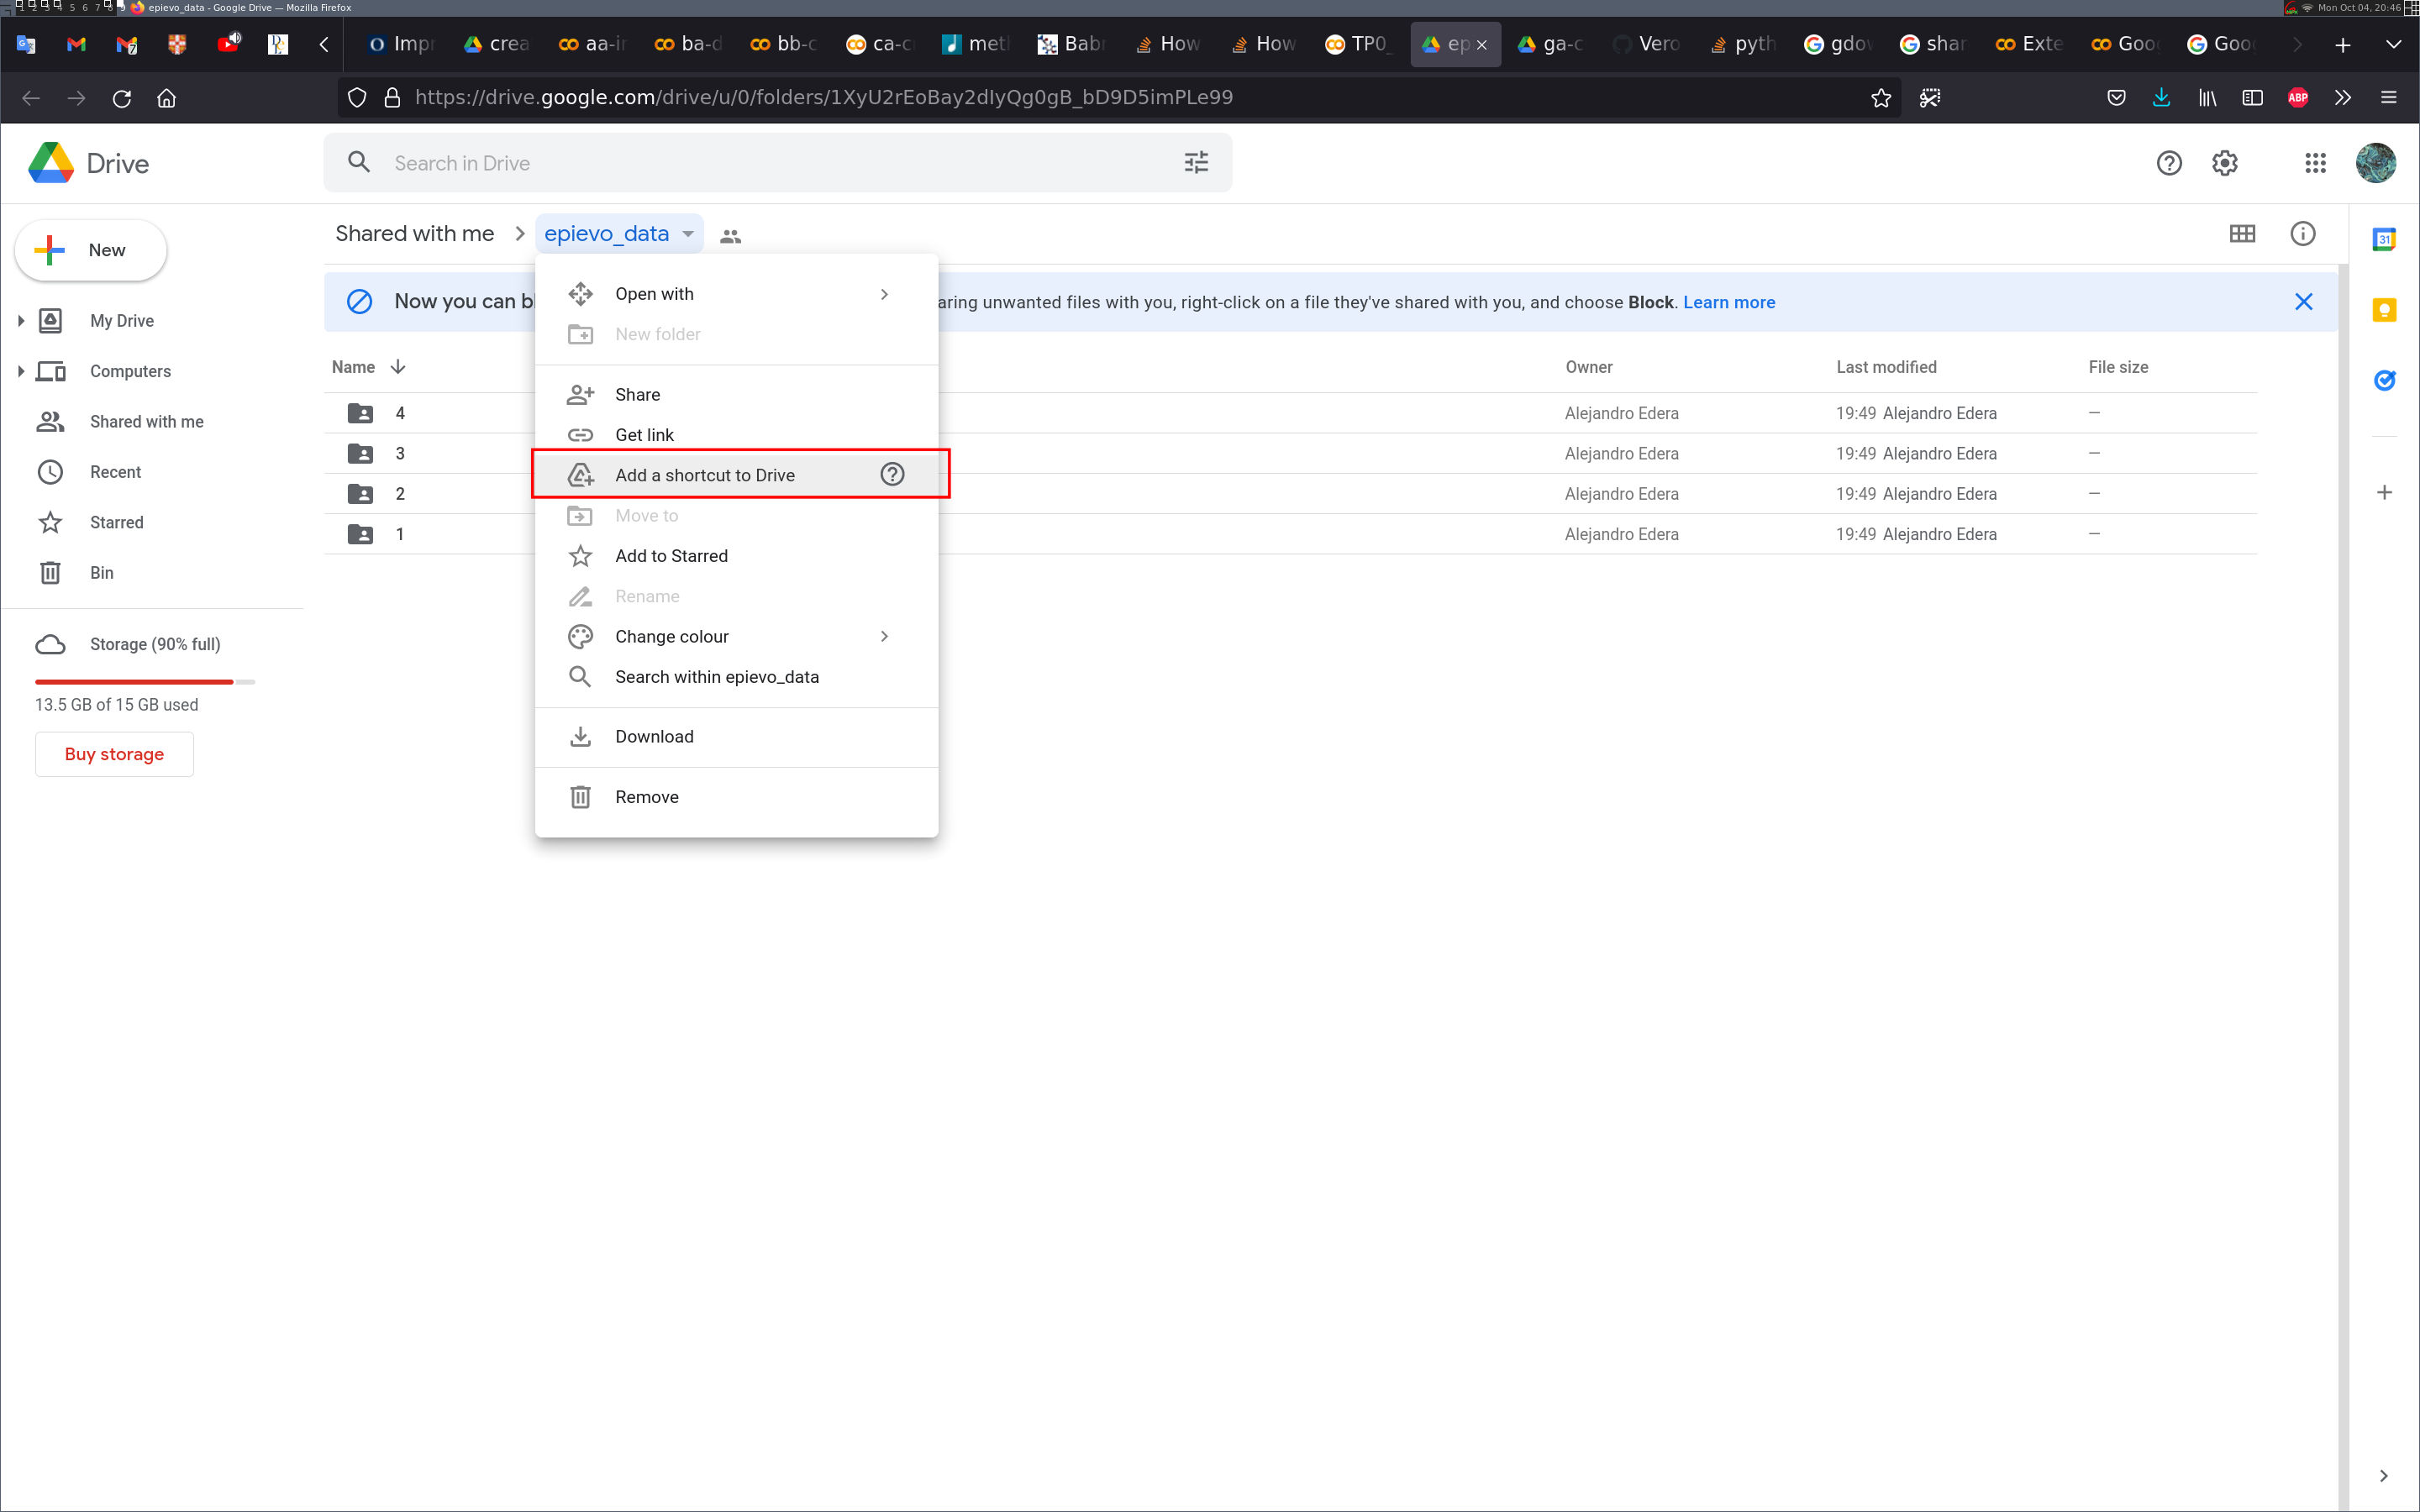 1 2 3 4 5 6 7 8 9 epievo_data - Google Drive — Mozilla Firefox
Mon Oct 04, 20:46
Impr crea aa-i ba-d bb-c ca-c met Bab How How TP0_ ep ga-c Vero pyth gdo shar Exte Goo Goo
https://drive.google.com/drive/u/0/folders/1XyU2rEoBay2dIyQg0gB_bD9D5imPLe99
ABP
Drive
Search in Drive
New
Shared with me
epievo_data
31
Now you can bl
aring unwanted files with you, right-click on a file they've shared with you, and choose Block. Learn more
My Drive
Computers
Shared with me
Recent
Starred
Bin
Storage (90% full)
13.5 GB of 15 GB used
Buy storage
Open with
New folder
Share
Get link
Add a shortcut to Drive
Move to
Add to Starred
Rename
Change colour
Search within epievo_data
Download
Remove
Name Owner Last modified File size
4 Alejandro Edera 19:49 Alejandro Edera —
3 Alejandro Edera 19:49 Alejandro Edera —
2 Alejandro Edera 19:49 Alejandro Edera —
1 Alejandro Edera 19:49 Alejandro Edera —